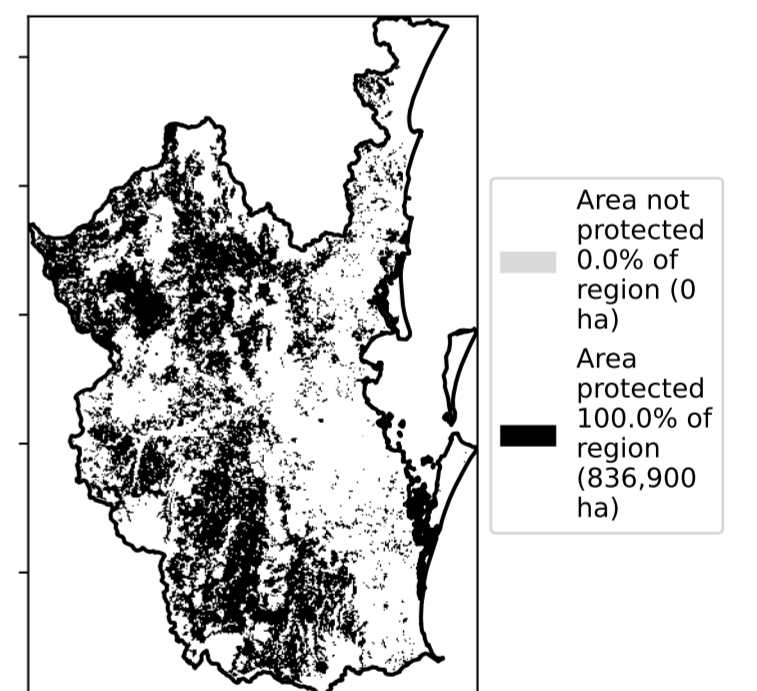 Area not
protected
0.0% of
region (0
ha)
Area
protected
100.0% of
region
(836,900
ha)